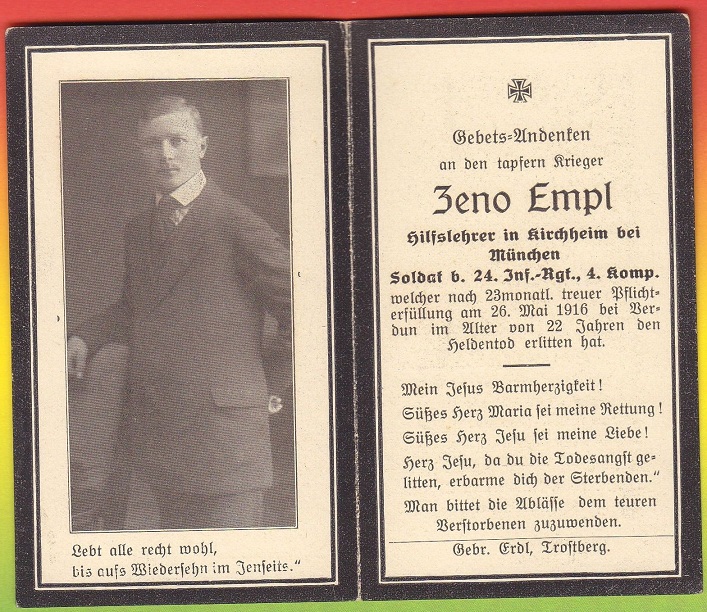 Lebt alle recht wohl,
bis aufs Wiedersehn im Jenseits."
Gebets=Andenken
an den tapfern Krieger
Zeno Empl
Hilfslehrer in Kirchheim bei
München
Soldat b. 24. Inf.-Rgt., 4. Komp.
welcher nach 23monatl. treuer Pflicht-
erfüllung am 26. Mai 1916 bei Ver-
dun im Alter von 22 Jahren den
Heldentod erlitten hat.
Mein Jesus Barmherzigkeit!
Süßes Herz Maria sei meine Rettung!
Süßes Herz Jesu sei meine Liebe!
Herz Jesu, da du die Todesangst ge-
litten, erbarme dich der Sterbenden."
Man bittet die Ablässe dem teuren
Verstorbenen zuzuwenden.
Gebr. Erdl, Trostberg.